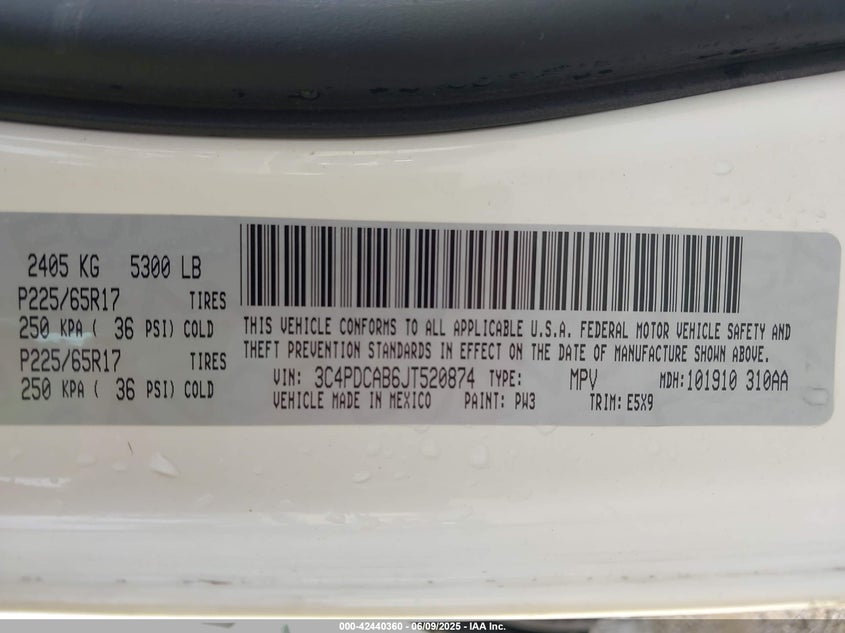 2405 KG 5300 LB
P225/65R17 TIRES
250 KPA ( 36 PSI) COLD
P225/65R17 TIRES
250 KPA ( 36 PSI) COLD
THIS VEHICLE CONFORMS TO ALL APPLICABLE U.S.A. FEDERAL MOTOR VEHICLE SAFETY AND
THEFT PREVENTION STANDARDS IN EFFECT ON THE DATE OF MANUFACTURE SHOWN ABOVE.
VIN: 3C4PDCAB6JT520874 TYPE: MPV MDH:101910 310AA
VEHICLE MADE IN MEXICO PAINT: PW3 TRIM: E5X9
000-42440360 - 06/09/2025 - IAA Inc.